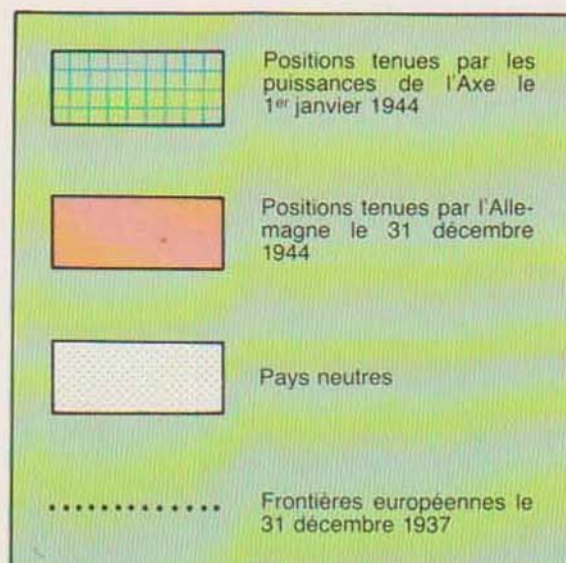 Positions tenues par les
puissances de l'Axe le
1er janvier 1944
Positions tenues par l'Alle-
magne le 31 décembre
1944
Pays neutres
Frontières européennes le
31 décembre 1937